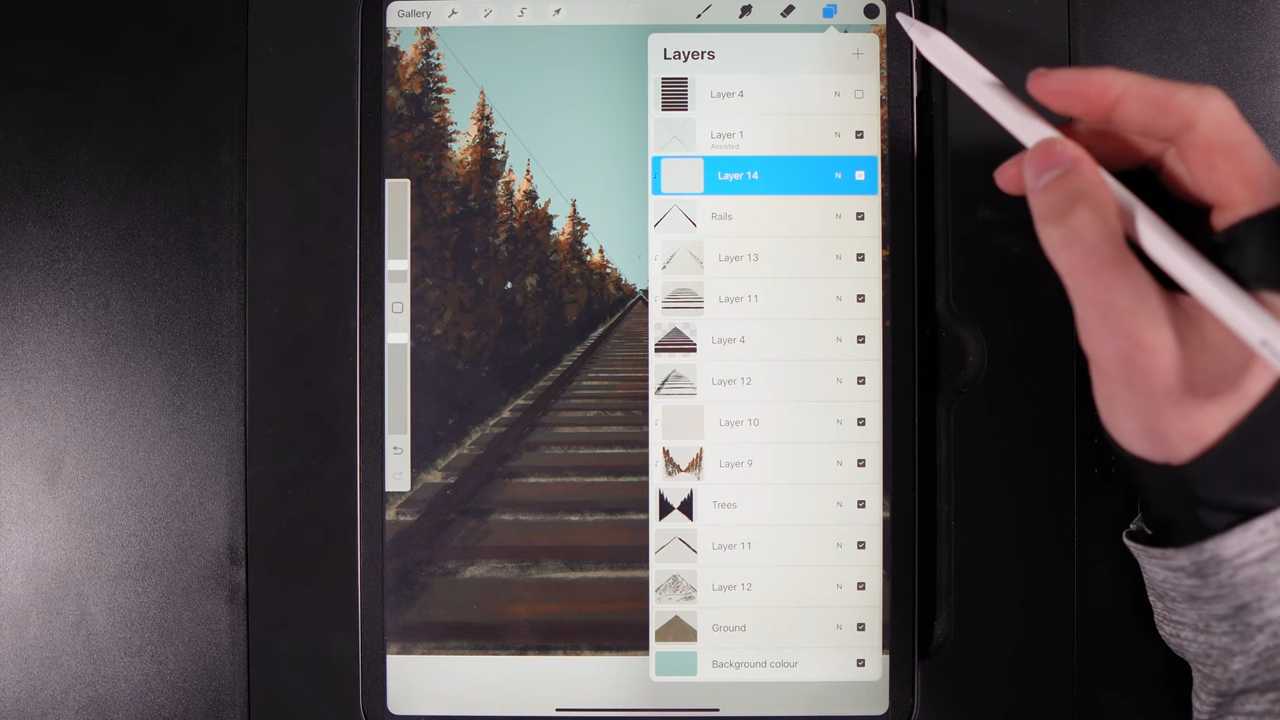 Gallery
Layers
Layer 4 N
Layer 1 N
Assisted
Layer 14 N
Rails N
Layer 13 N
Layer 11 N
Layer 4 N
Layer 12 N
Layer 10 N
Layer 9 N
Trees N
Layer 11 N
Layer 12 N
Ground N
Background colour